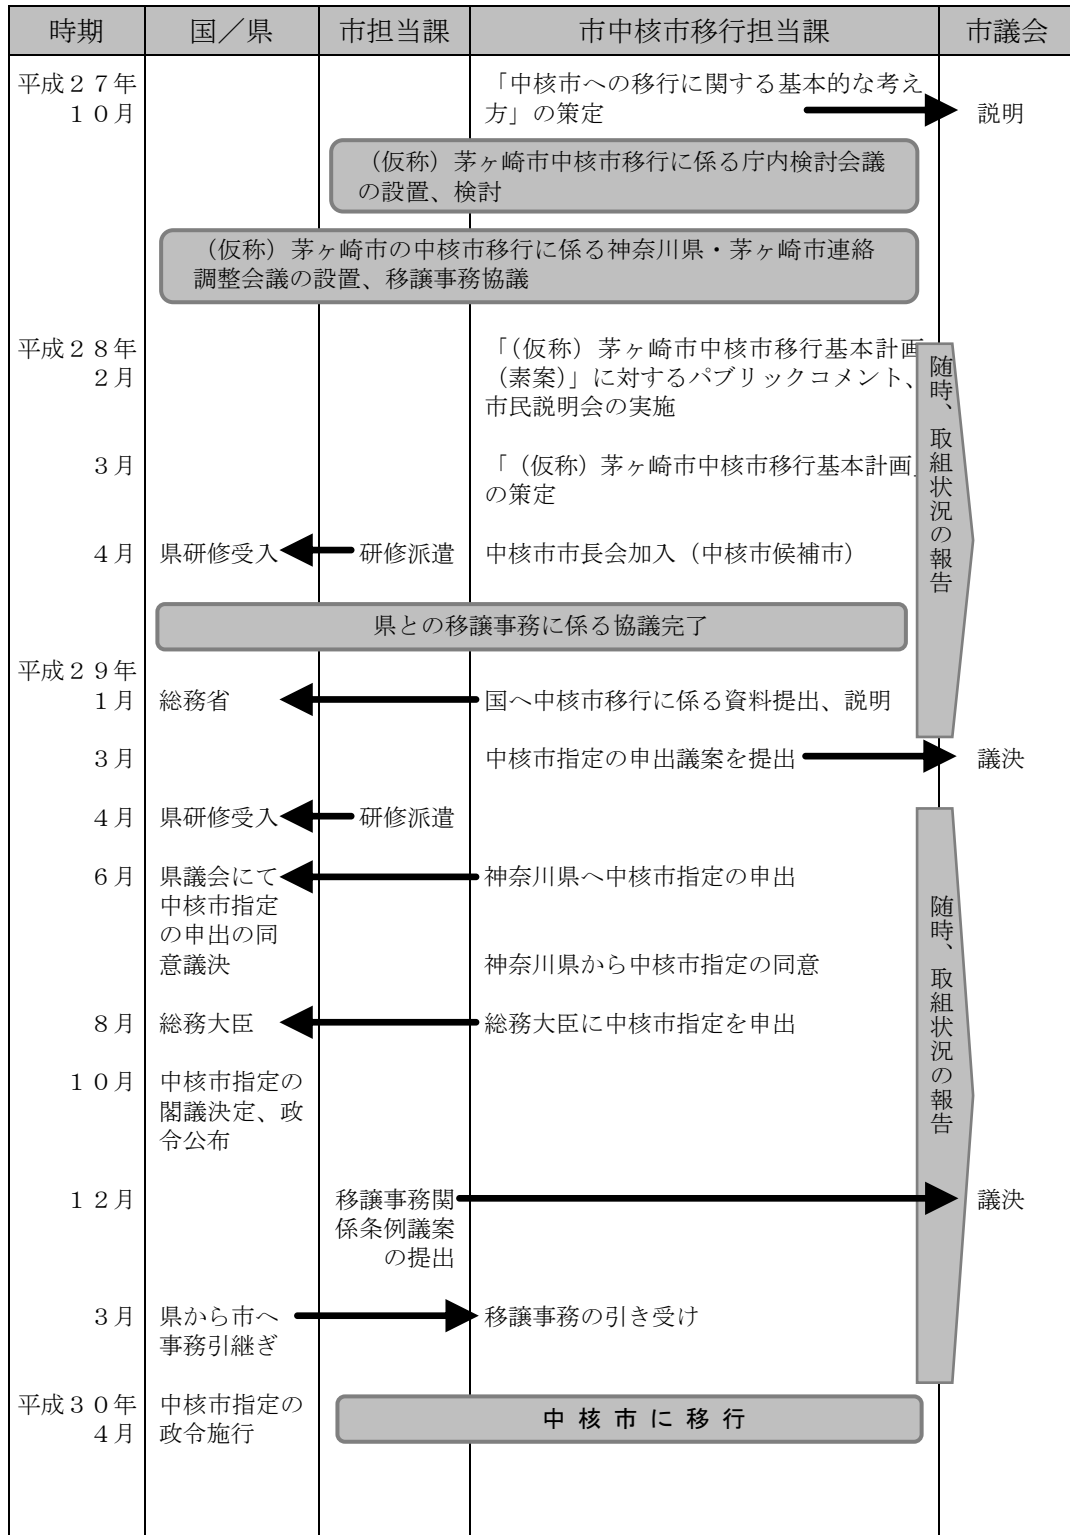 時期 国／県 市担当課 市中核市移行担当課 市議会
平成２７年
１０月
「中核市への移行に関する基本的な考え
方」の策定
説明
（仮称）茅ヶ崎市中核市移行に係る庁内検討会議
の設置、検討
（仮称）茅ヶ崎市の中核市移行に係る神奈川県・茅ヶ崎市連絡
調整会議の設置、移譲事務協議
平成２８年
２月
「（仮称）茅ヶ崎市中核市移行基本計画
（素案）」に対するパブリックコメント、
市民説明会の実施
随時、取組状況の報告
３月
「（仮称）茅ヶ崎市中核市移行基本計画」
の策定
４月 県研修受入 研修派遣 中核市市長会加入（中核市候補市）
県との移譲事務に係る協議完了
平成２９年
１月 総務省 国へ中核市移行に係る資料提出、説明
３月 中核市指定の申出議案を提出 議決
４月 県研修受入 研修派遣
６月 県議会にて
中核市指定
の申出の同
意議決
神奈川県へ中核市指定の申出
神奈川県から中核市指定の同意
随時、取組状況の報告
８月 総務大臣 総務大臣に中核市指定を申出
１０月 中核市指定の
閣議決定、政
令公布
１２月 移譲事務関
係条例議案
の提出
議決
３月 県から市へ
事務引継ぎ
移譲事務の引き受け
平成３０年
４月
中核市指定の
政令施行
中核市に移行